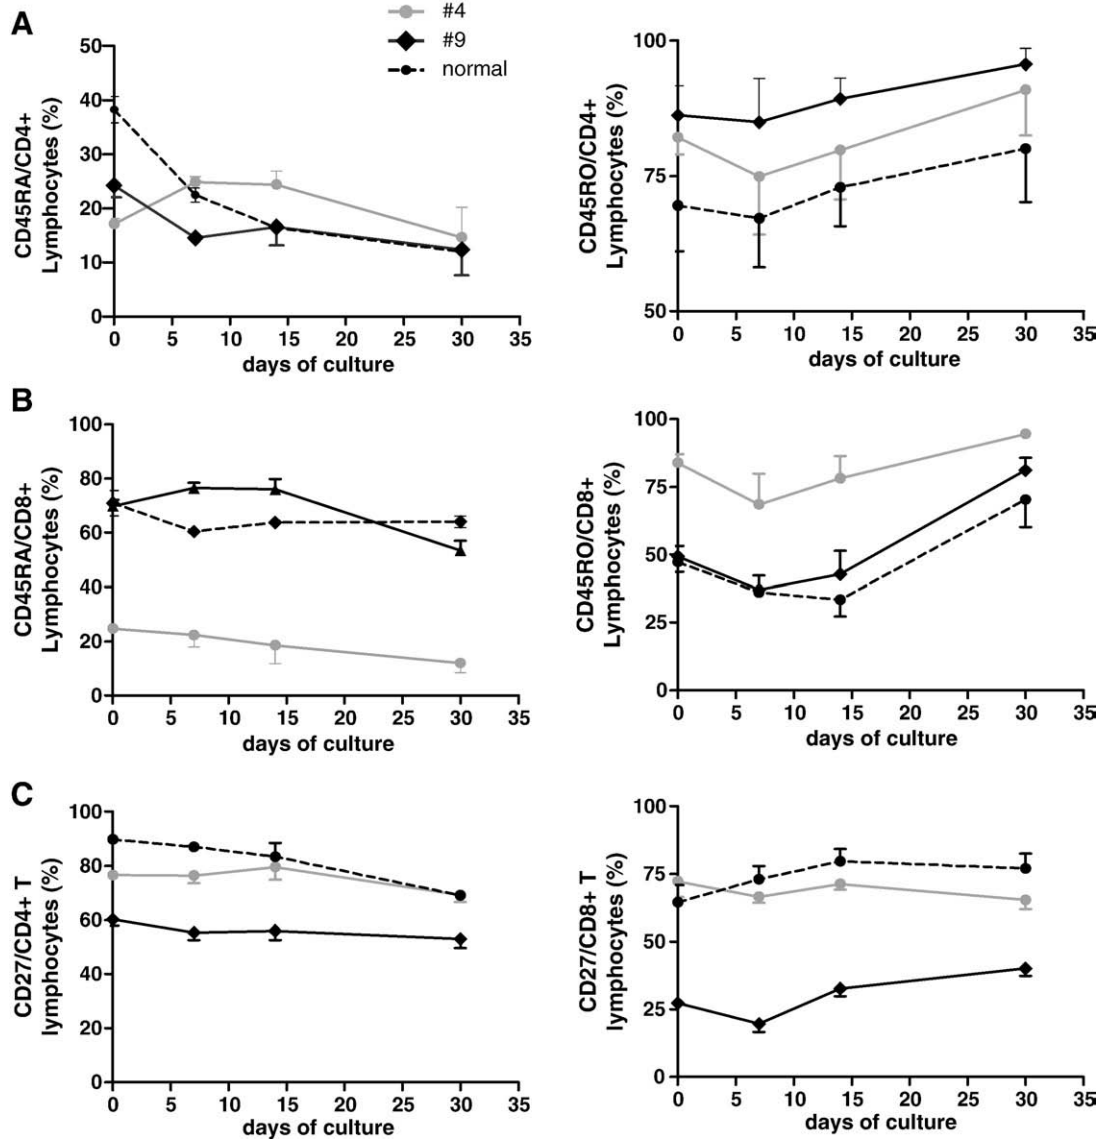 A
#4
#9
normal
CD45RA/CD4+
Lymphocytes (%)
50
40
30
20
10
0
0 5 10 15 20 25 30 35
days of culture
CD45RO/CD4+
Lymphocytes (%)
100
75
50
0 5 10 15 20 25 30 35
days of culture
B
CD45RA/CD8+
Lymphocytes (%)
100
80
60
40
20
0
0 5 10 15 20 25 30 35
days of culture
CD45RO/CD8+
Lymphocytes (%)
100
75
50
25
0
0 5 10 15 20 25 30 35
days of culture
C
CD27/CD4+ T
lymphocytes (%)
100
80
60
40
20
0
0 5 10 15 20 25 30 35
days of culture
CD27/CD8+ T
lymphocytes (%)
100
75
50
25
0
0 5 10 15 20 25 30 35
days of culture